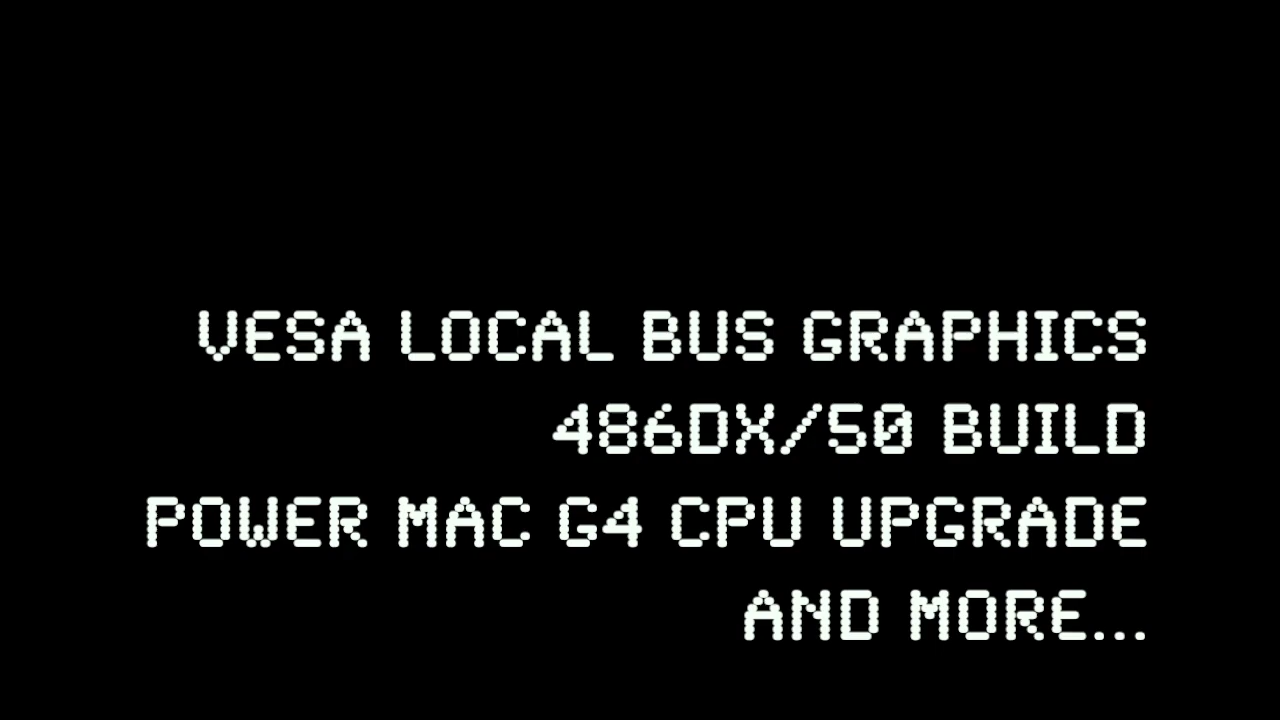 VESA LOCAL BUS GRAPHICS
486DX/50 BUILD
POWER MAC G4 CPU UPGRADE
AND MORE...